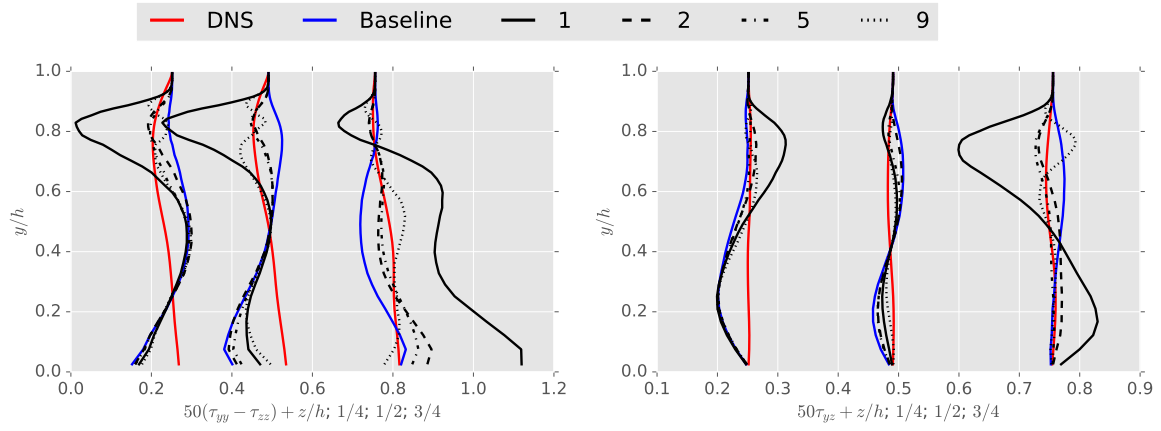 DNS Baseline 1 2 5 9
1.0 0.8 0.6 0.4 0.2 0.0
y/h
0.0 0.2 0.4 0.6 0.8 1.0 1.2
50(τyy − τzz) + z/h; 1/4; 1/2; 3/4
1.0 0.8 0.6 0.4 0.2 0.0
y/h
0.1 0.2 0.3 0.4 0.5 0.6 0.7 0.8 0.9
50τyz + z/h; 1/4; 1/2; 3/4